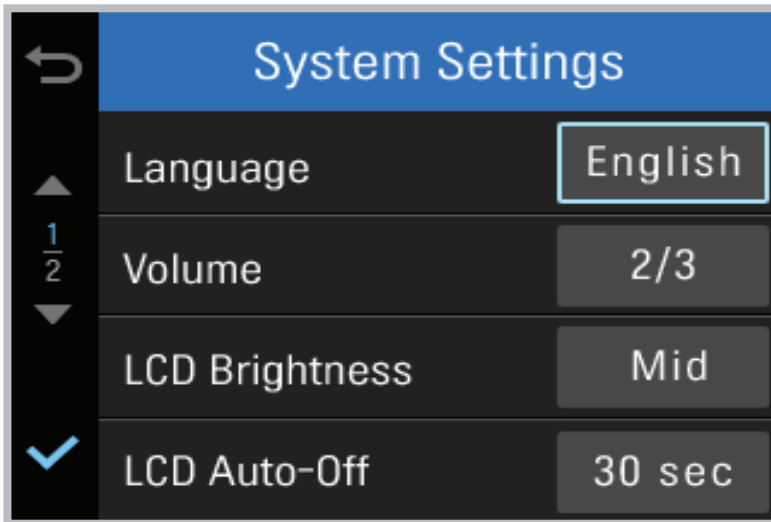 System Settings
Language English
1
2
Volume 2/3
LCD Brightness Mid
LCD Auto-Off 30 sec